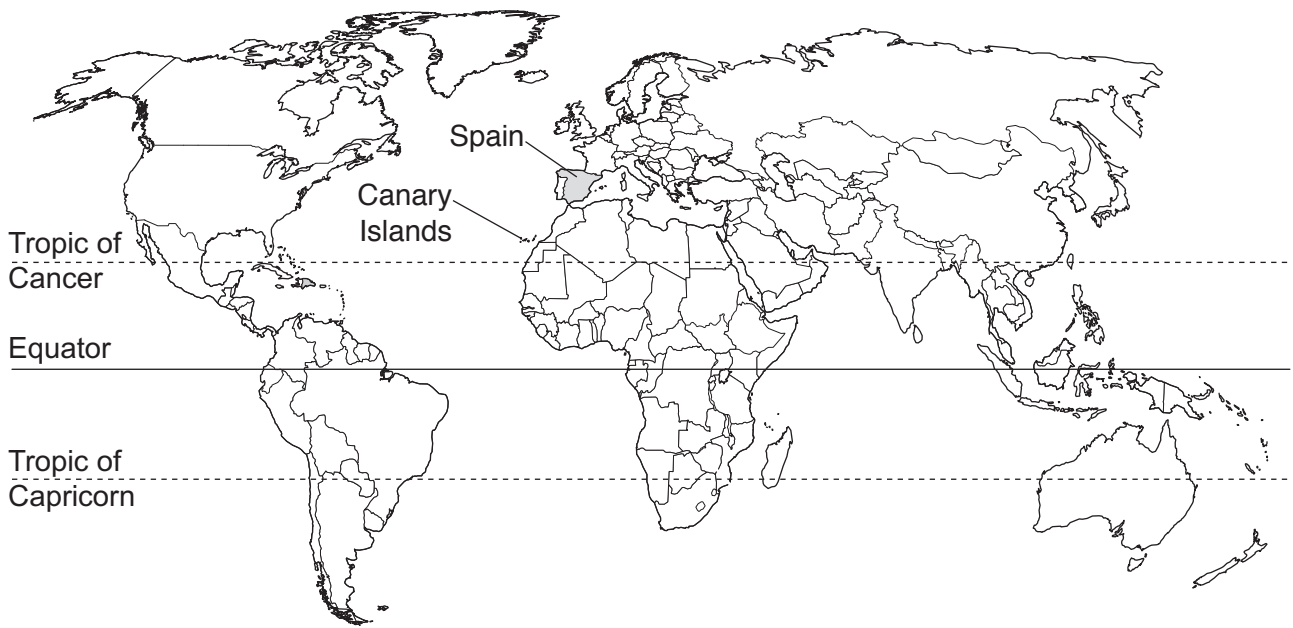 Spain
Canary
Islands
Tropic of
Cancer
Equator
Tropic of
Capricorn